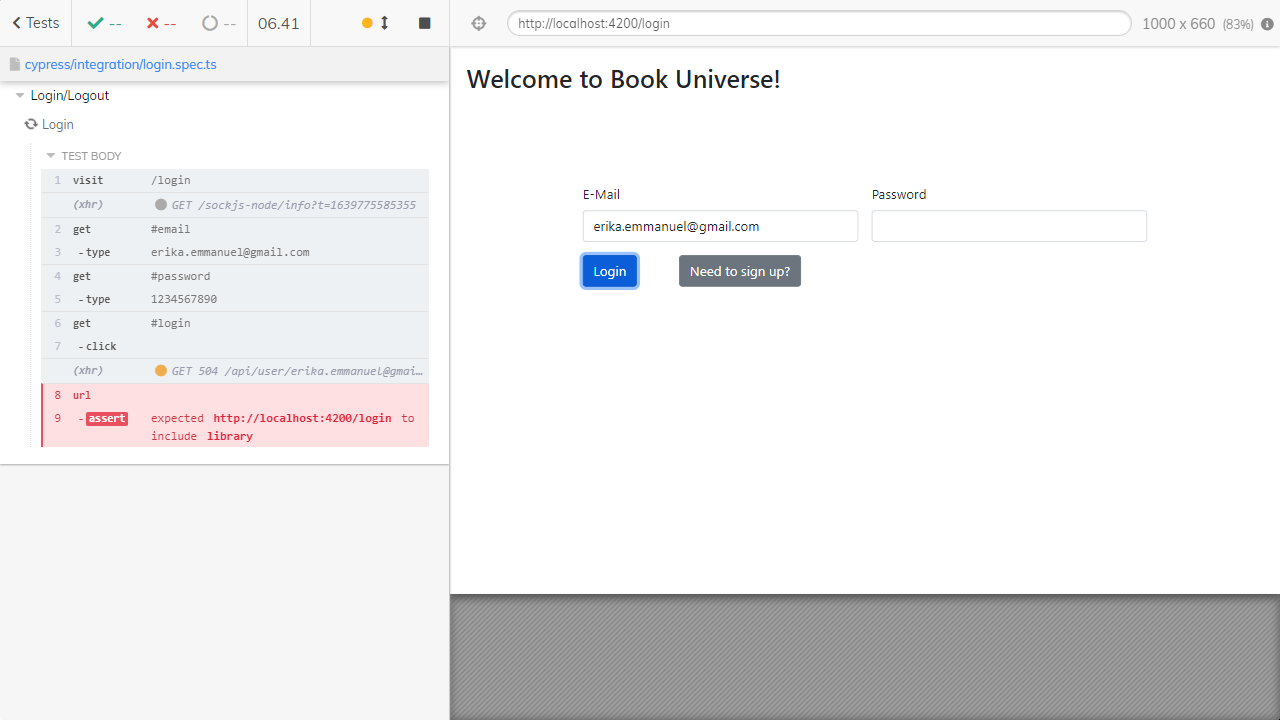 Tests -- -- -- 06.41
http://localhost:4200/login
1000 x 660 (83%)
cypress/integration/login.spec.ts
Login/Logout
Login
TEST BODY
1 visit /login
(xhr) GET /sockjs-node/info?t=1639775585355
2 get #email
3 -type erika.emmanuel@gmail.com
4 get #password
5 -type 1234567890
6 get #login
7 -click
(xhr) GET 504 /api/user/erika.emmanuel@gmai…
8 url
9 -assert expected http://localhost:4200/login to
include library
Welcome to Book Universe!
E-Mail Password
erika.emmanuel@gmail.com
Login Need to sign up?